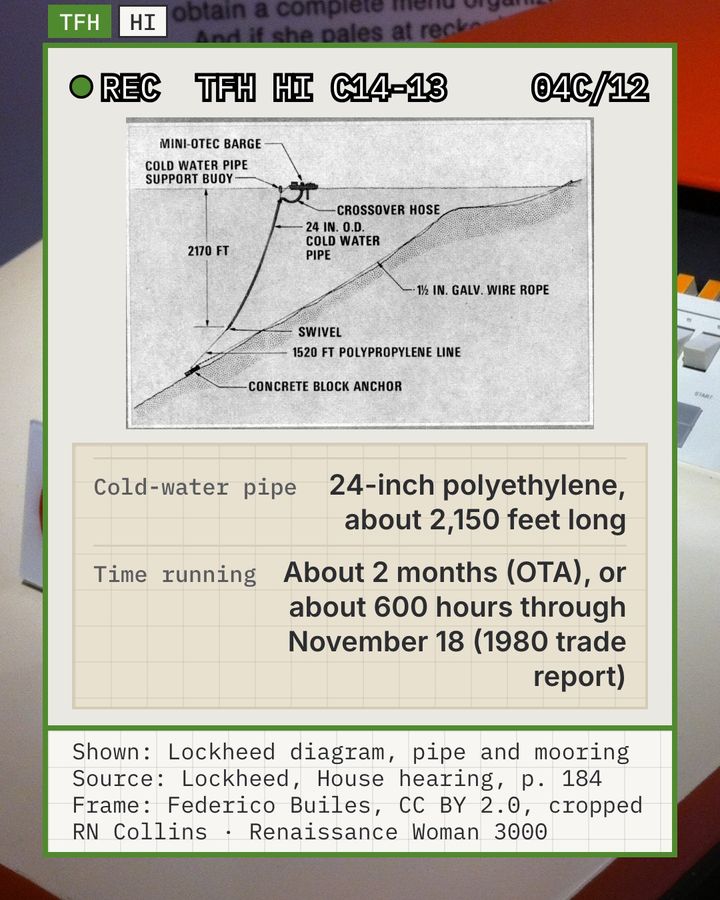 obtain a complete menu
And if she pales at
TFH HI
REC TFH HI C14-13 04C/12
MINI-OTEC BARGE
COLD WATER PIPE
SUPPORT BUOY
CROSSOVER HOSE
24 IN. O.D.
COLD WATER
PIPE
2170 FT
1½ IN. GALV. WIRE ROPE
SWIVEL
1520 FT POLYPROPYLENE LINE
CONCRETE BLOCK ANCHOR
START
Cold-water pipe 24-inch polyethylene,
about 2,150 feet long
Time running About 2 months (OTA), or
about 600 hours through
November 18 (1980 trade
report)
Shown: Lockheed diagram, pipe and mooring
Source: Lockheed, House hearing, p. 184
Frame: Federico Builes, CC BY 2.0, cropped
RN Collins · Renaissance Woman 3000